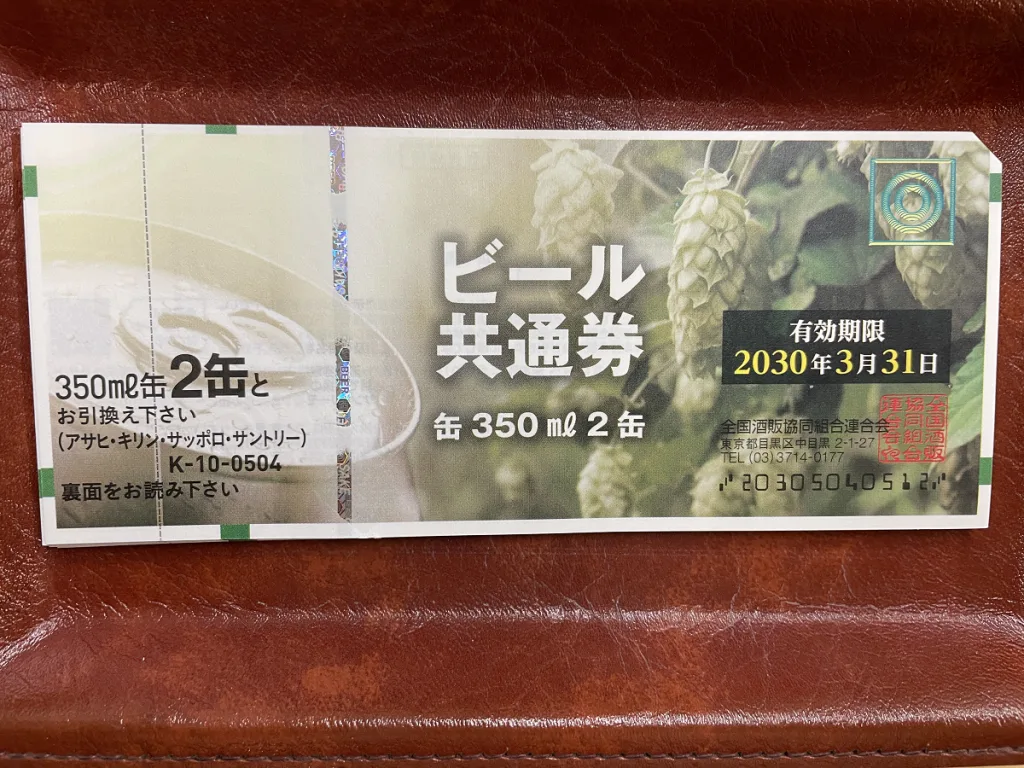 350㎖缶2缶と
お引換え下さい
(アサヒ・キリン・サッポロ・サントリー)
K-10-0504
裏面をお読み下さい
ビール
共通券
缶 350 ㎖ 2 缶
有効期限
2030年3月31日
全国酒販協同組合連合会
東京都目黒区中目黒 2-1-27
TEL (03) 3714-0177
20305040512
BEER